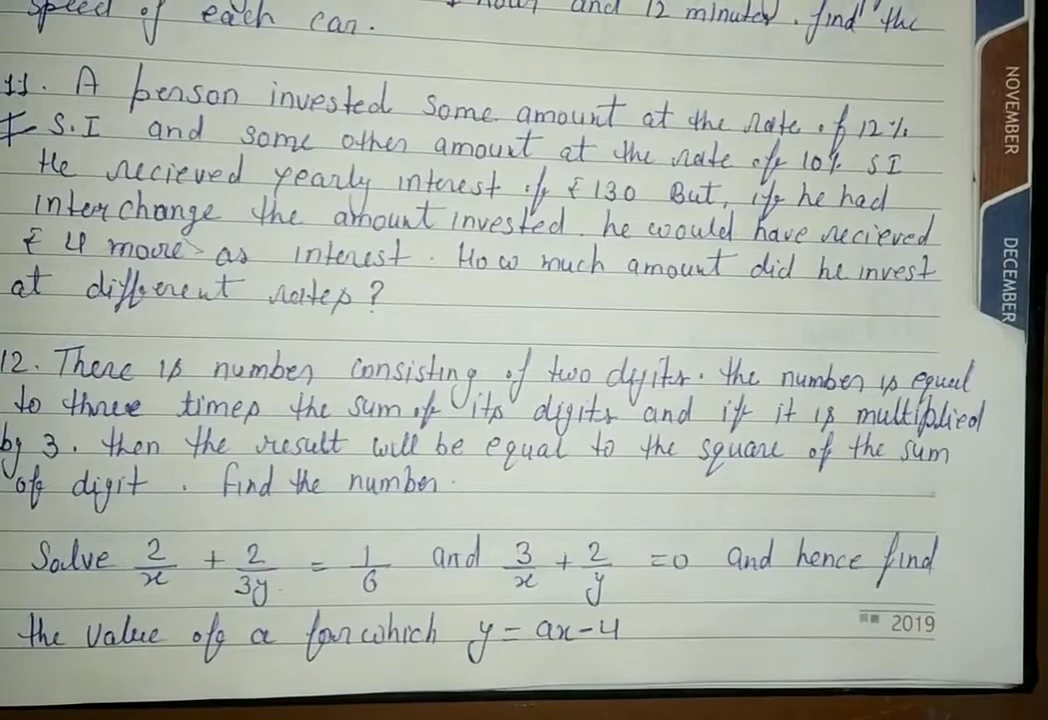 speed of each car. hour and 12 minutes. find the
11. A person invested some amount at the rate of 12%
S.I and some other amount at the rate of 10% SI
He recieved yearly interest of ₹130 But, if he had
interchange the amount invested he would have recieved
₹ 4 more as interest. How much amount did he invest
at different rates?
12. There is number consisting of two digits. the number is equal
to three times the sum of its digits and if it is multiplied
by 3. then the result will be equal to the square of the sum
of digit. find the number.
Solve 2/x + 2/3y = 1/6 and 3/x + 2/y = 0 and hence find
the value of a for which y = ax - 4
2019
NOVEMBER
DECEMBER